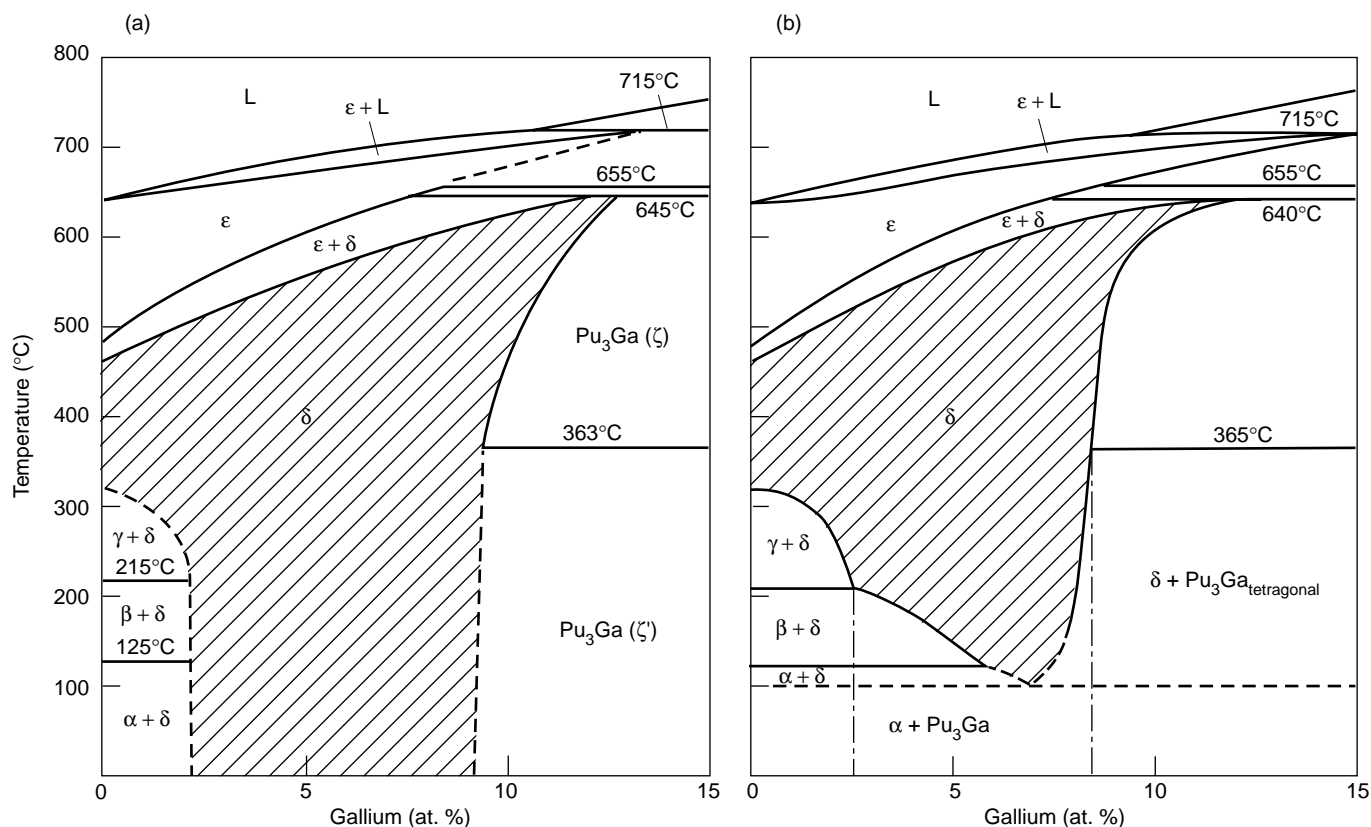 (a)
Temperature (°C)
800
700
600
500
400
300
200
100
L
ε + L
715°C
655°C
645°C
ε
ε + δ
Pu₃Ga (ζ)
δ
363°C
γ + δ
215°C
β + δ
125°C
α + δ
Pu₃Ga (ζ')
0
5
10
15
Gallium (at. %)
(b)
L
ε + L
715°C
655°C
640°C
ε
ε + δ
δ
365°C
γ + δ
β + δ
α + δ
δ + Pu₃Ga tetragonal
α + Pu₃Ga
0
5
10
15
Gallium (at. %)